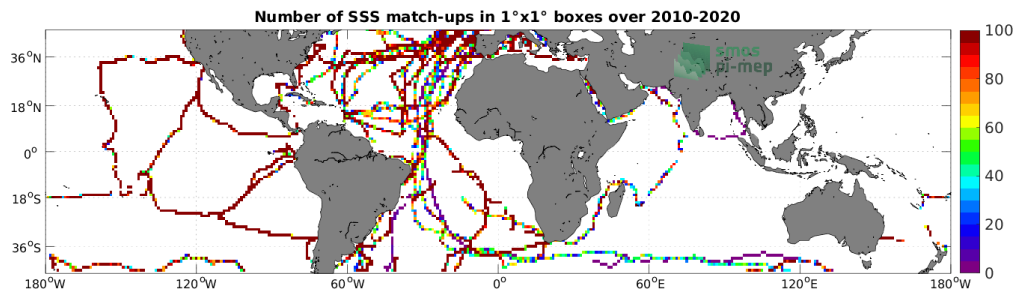 Number of SSS match-ups in 1°x1° boxes over 2010-2020
smos
pi-mep
36°N
18°N
0°
18°S
36°S
180°W 120°W 60°W 0° 60°E 120°E 180°W
100
80
60
40
20
0